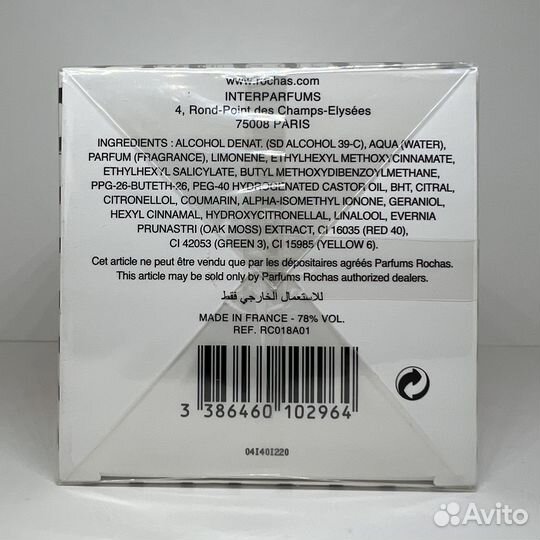 www.rochas.com
INTERPARFUMS
4, Rond-Point des Champs-Elysées
75008 PARIS
INGREDIENTS : ALCOHOL DENAT. (SD ALCOHOL 39-C), AQUA (WATER),
PARFUM (FRAGRANCE), LIMONENE, ETHYLHEXYL METHOXYCINNAMATE,
ETHYLHEXYL SALICYLATE, BUTYL METHOXYDIBENZOYLMETHANE,
PPG-26-BUTETH-26, PEG-40 HYDROGENATED CASTOR OIL, BHT, CITRAL,
CITRONELLOL, COUMARIN, ALPHA-ISOMETHYL IONONE, GERANIOL,
HEXYL CINNAMAL, HYDROXYCITRONELLAL, LINALOOL, EVERNIA
PRUNASTRI (OAK MOSS) EXTRACT, CI 16035 (RED 40),
CI 42053 (GREEN 3), CI 15985 (YELLOW 6).
Cet article ne peut être vendu que par les dépositaires agréés Parfums Rochas.
This article may be sold only by Parfums Rochas authorized dealers.
للاستعمال الخارجي فقط
MADE IN FRANCE - 78% VOL.
REF. RC018A01
3 386460 102964
04I40I220
Avito